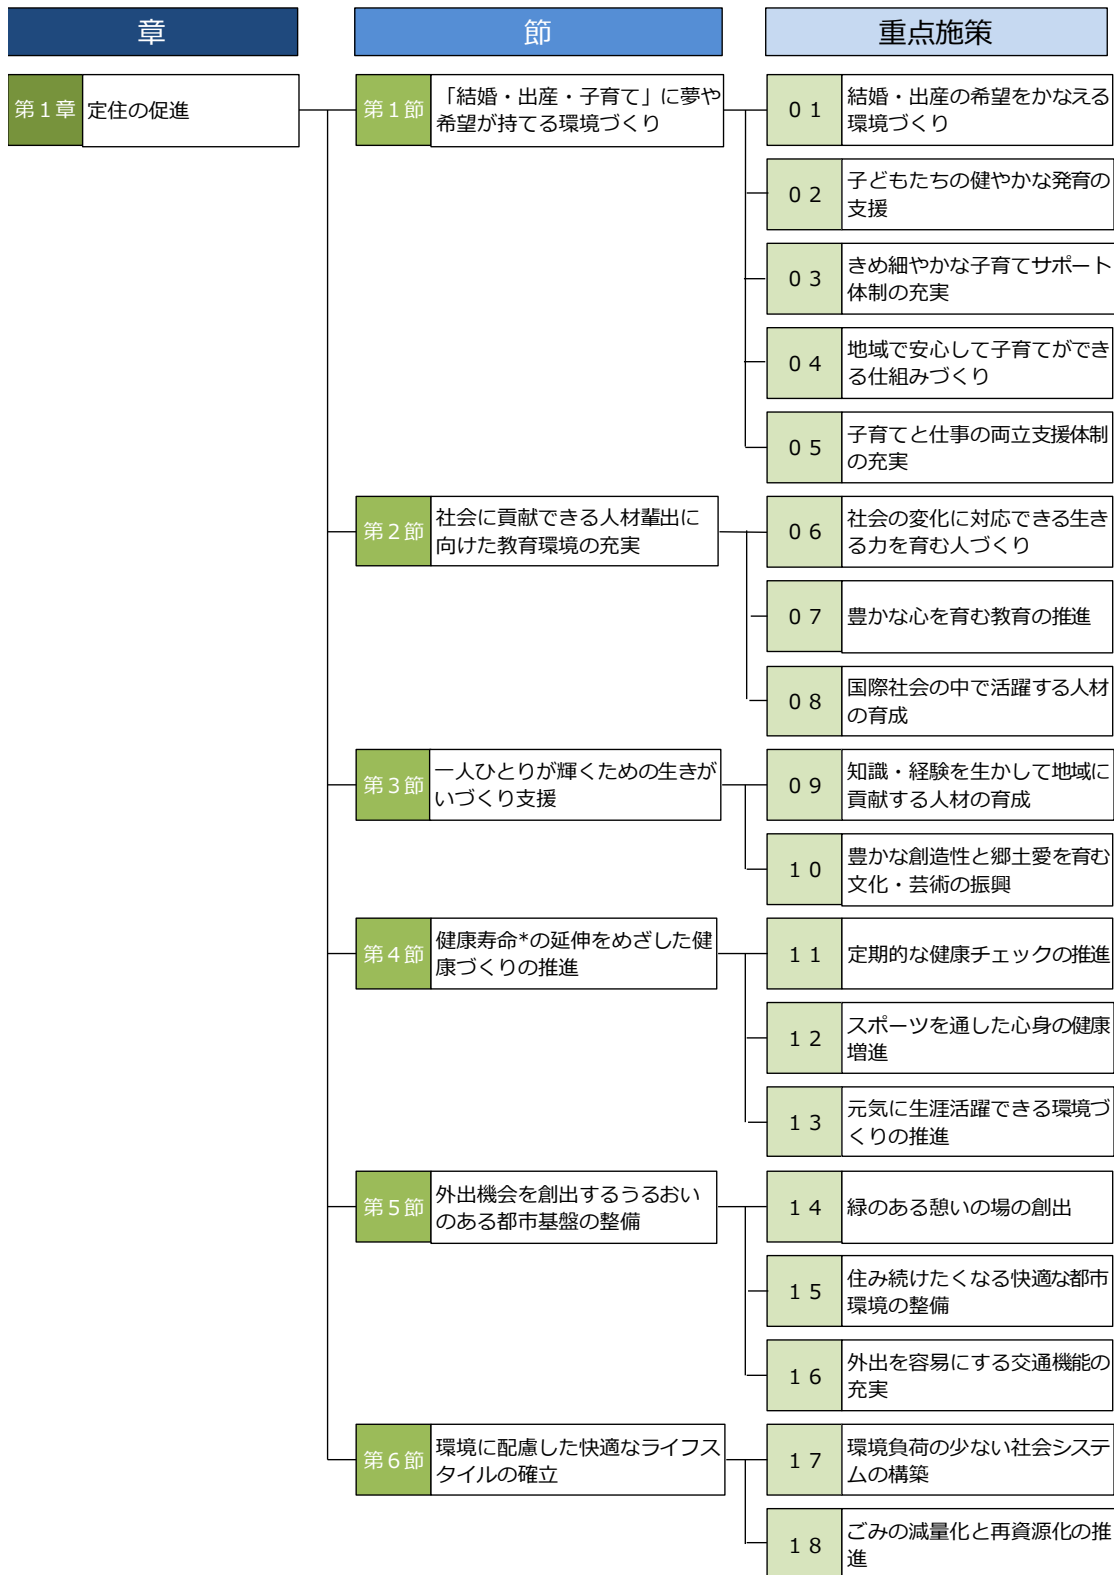 章
節
重点施策
第１章
定住の促進
第１節
「結婚・出産・子育て」に夢や
希望が持てる環境づくり
０１
結婚・出産の希望をかなえる
環境づくり
０２
子どもたちの健やかな発育の
支援
０３
きめ細やかな子育てサポート
体制の充実
０４
地域で安心して子育てができ
る仕組みづくり
０５
子育てと仕事の両立支援体制
の充実
第２節
社会に貢献できる人材輩出に
向けた教育環境の充実
０６
社会の変化に対応できる生き
る力を育む人づくり
０７
豊かな心を育む教育の推進
０８
国際社会の中で活躍する人材
の育成
第３節
一人ひとりが輝くための生きが
いづくり支援
０９
知識・経験を生かして地域に
貢献する人材の育成
１０
豊かな創造性と郷土愛を育む
文化・芸術の振興
第４節
健康寿命*の延伸をめざした健
康づくりの推進
１１
定期的な健康チェックの推進
１２
スポーツを通した心身の健康
増進
１３
元気に生涯活躍できる環境づ
くりの推進
第５節
外出機会を創出するうるおい
のある都市基盤の整備
１４
緑のある憩いの場の創出
１５
住み続けたくなる快適な都市
環境の整備
１６
外出を容易にする交通機能の
充実
第６節
環境に配慮した快適なライフス
タイルの確立
１７
環境負荷の少ない社会システ
ムの構築
１８
ごみの減量化と再資源化の推
進